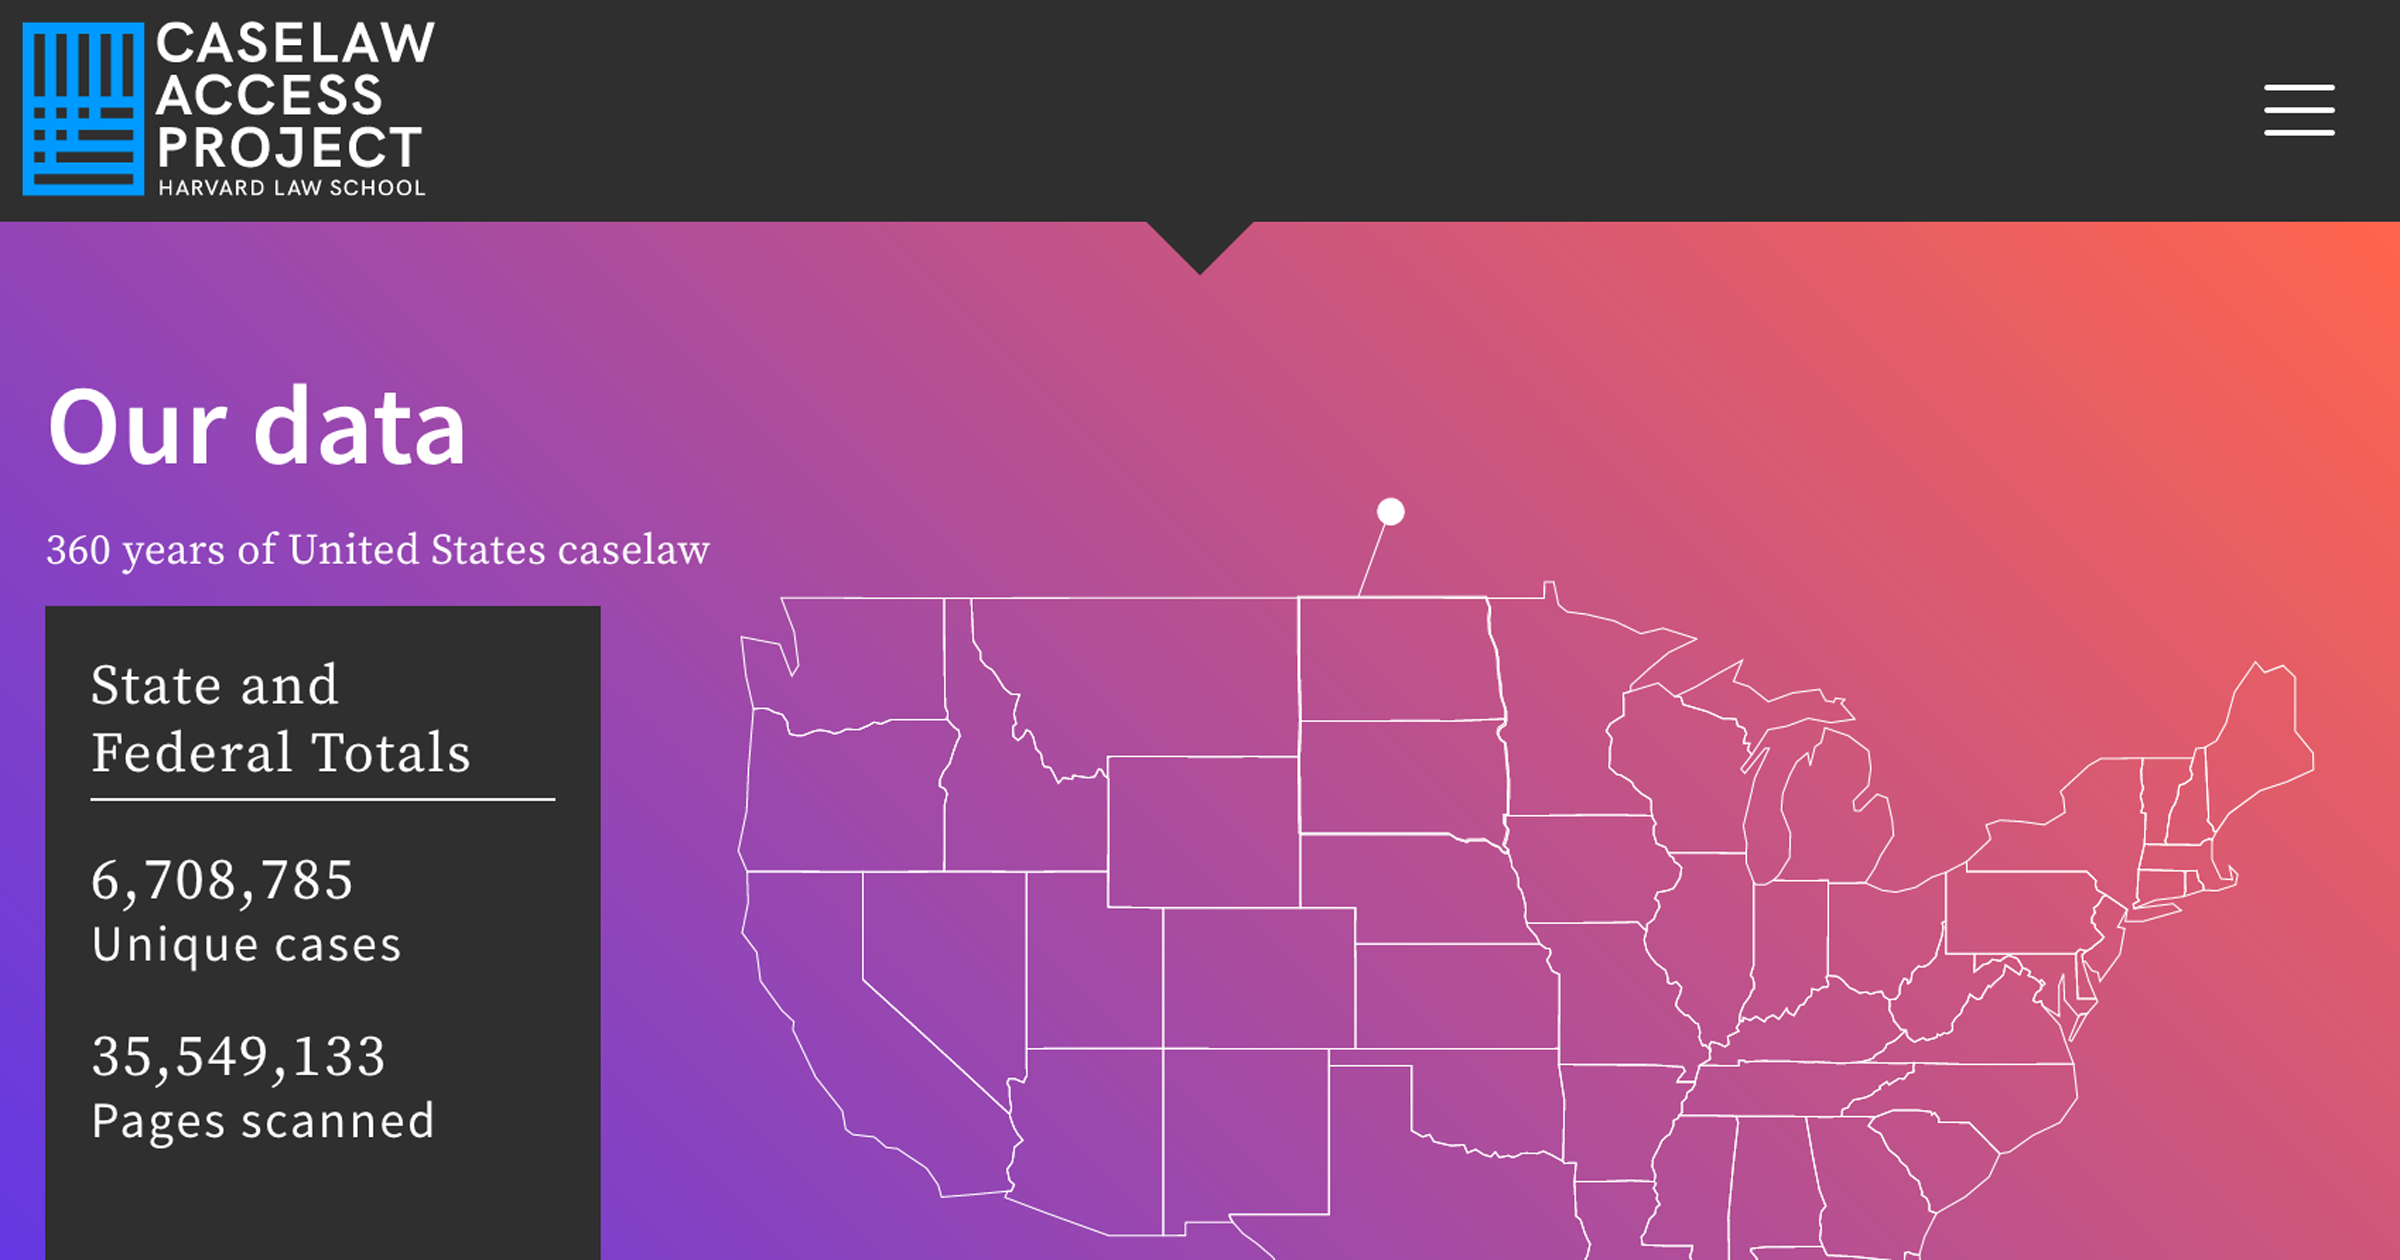 CASELAW
ACCESS
PROJECT
HARVARD LAW SCHOOL
Our data
360 years of United States caselaw
State and
Federal Totals
6,708,785
Unique cases
35,549,133
Pages scanned